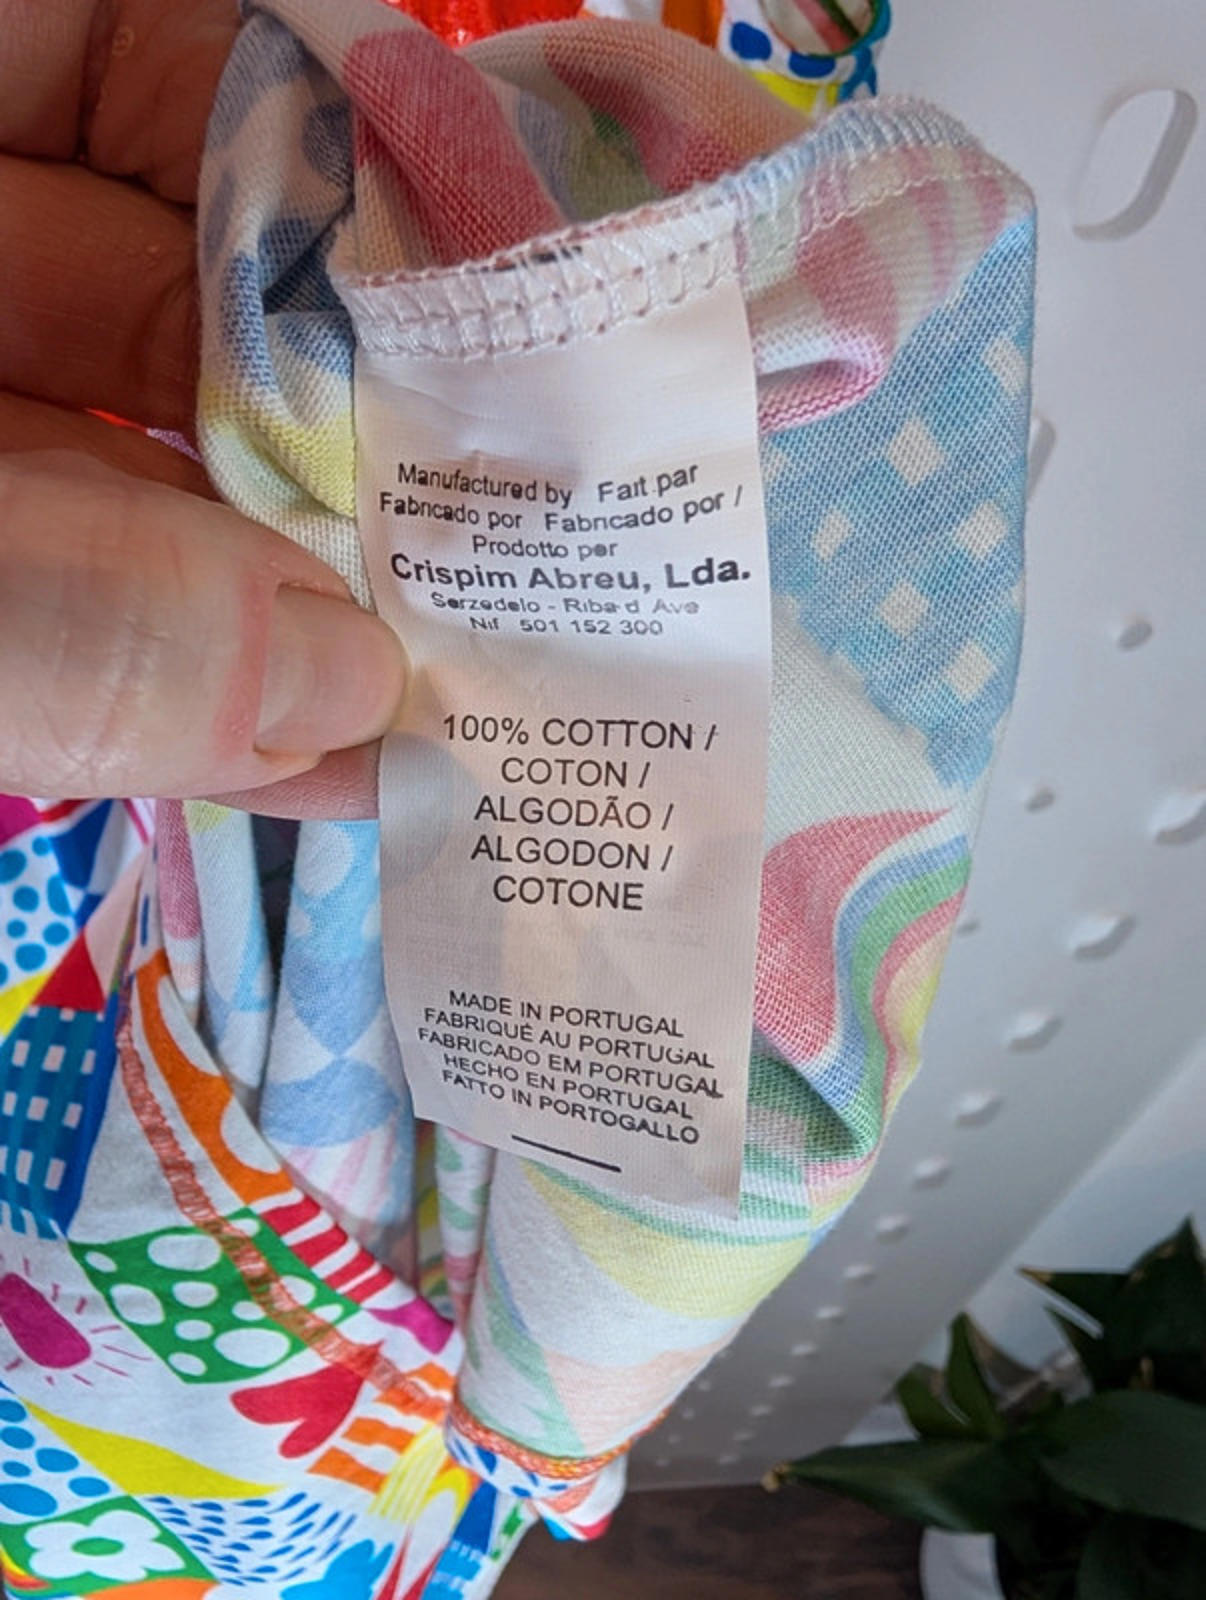 Manufactured by Fait par
Fabricado por Fabricado por /
Prodotto por
Crispim Abreu, Lda.
Serzedelo - Riba d Ave
Nif 501 152 300
100% COTTON /
COTON /
ALGODÃO /
ALGODON /
COTONE
MADE IN PORTUGAL
FABRIQUÉ AU PORTUGAL
FABRICADO EM PORTUGAL
HECHO EN PORTUGAL
FATTO IN PORTOGALLO